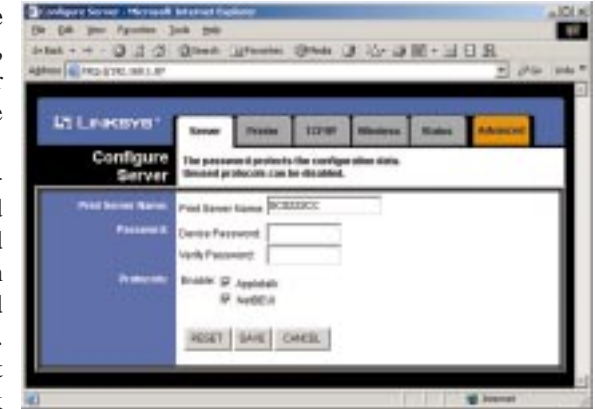 Configure Server - Microsoft Internet Explorer
File Edit View Favorites Tools Help
Back Search Favorites Media
Address
LINKSYS
Server Printer TCP/IP Wireless Status Advanced
Configure
Server
The password protects the configuration data.
Unused protocols can be disabled.
Print Server Name:
Print Server Name:
Password:
Device Password:
Verify Password:
Protocols:
Enable:
Appletalk
NetBEUI
RESET SAVE CANCEL
Internet